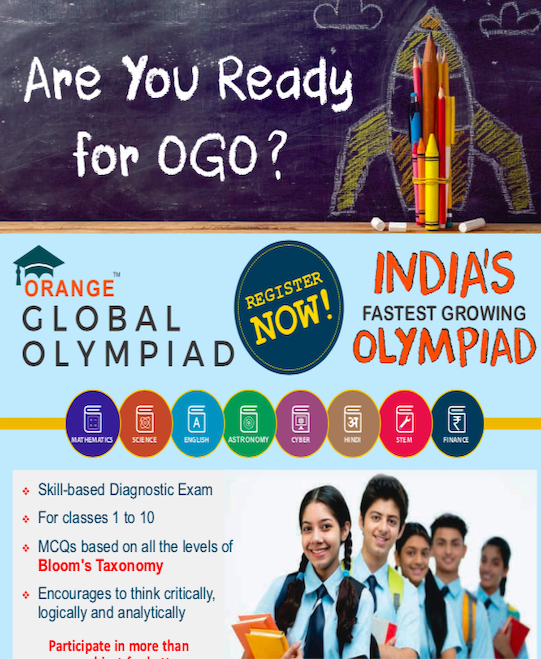 Are You Ready
for OGO?
ORANGE™
GLOBAL
OLYMPIAD
REGISTER
NOW!
INDIA'S
FASTEST GROWING
OLYMPIAD
MATHEMATICS
SCIENCE
A
ENGLISH
ASTRONOMY
CYBER
अ
HINDI
STEM
₹
FINANCE
Skill-based Diagnostic Exam
For classes 1 to 10
MCQs based on all the levels of
Bloom's Taxonomy
Encourages to think critically,
logically and analytically
Participate in more than